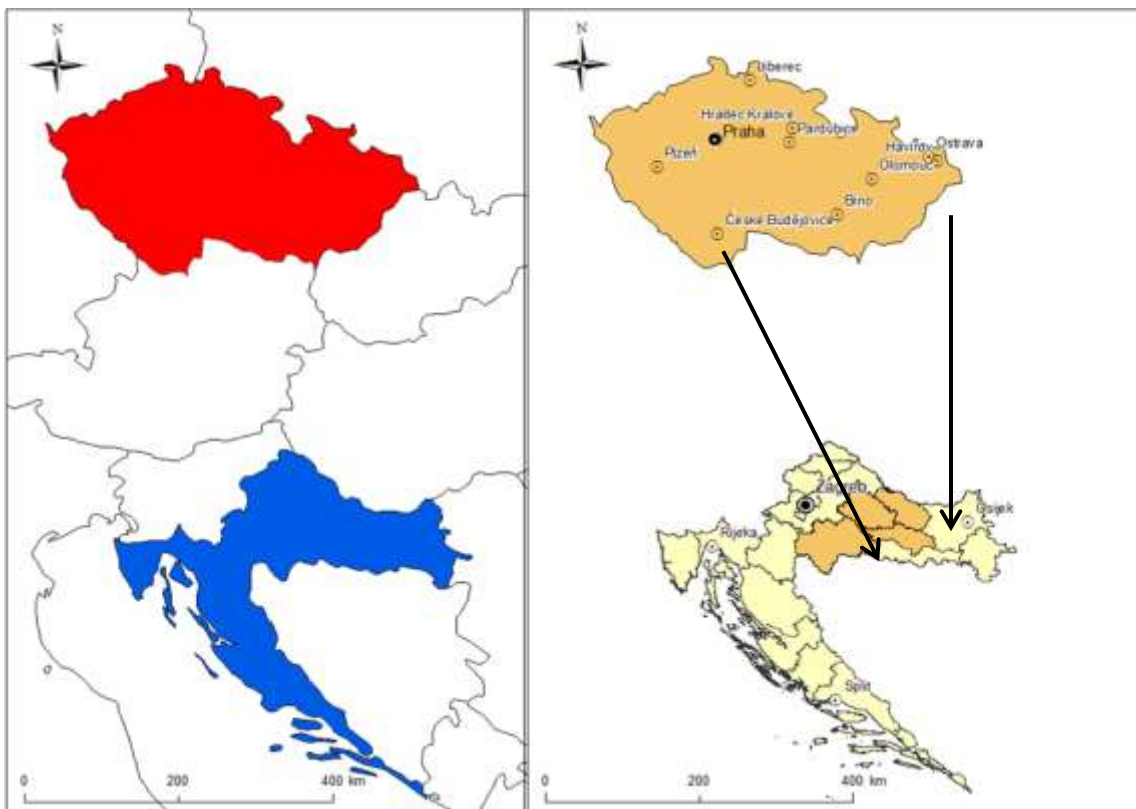 N
0
200
400 km
N
Liberec
Hradec Králové
Pardubice
Praha
Plzeň
Havířov
Ostrava
Olomouc
Brno
České Budějovice
Zagreb
Osijek
Rijeka
Split
0
200
400 km